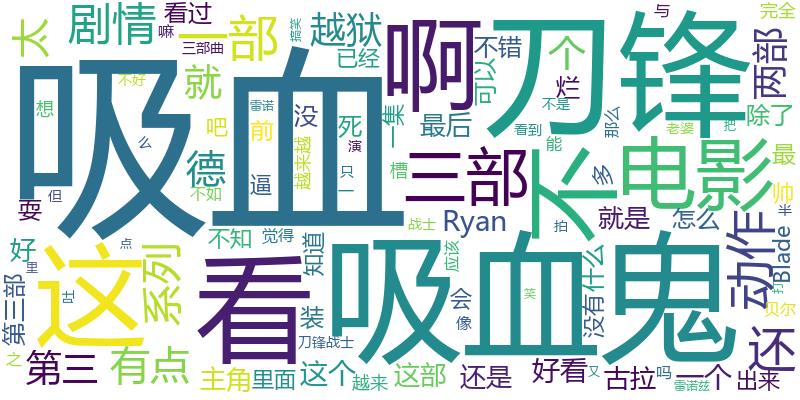 太
剧情
看过
嘛
一部
三部曲
搞笑
越狱
已经
啊
不错
可以
刀锋
个
烂
与
两部
完全
吸血
想
不好
就
雷诺
前
没
死
一集
最后
不是
看到
那么
能
除了
老婆
把
吧
么
德
逼
越来越
演
只
一
槽
三部
不
多
电影
最
帅
耍
但
不如
战士
Ryan
就是
怎么
半
好
里
点
这
系列
不知
觉得
知道
看
吸血鬼
应该
拍
什么
没有
动作
Blade
打
还
第三部
吐
装
会
像
笑
贝尔
之
第三
有点
刀锋战士
主角
里面
这个
越来
这部
还是
好看
又
古拉
吗
雷诺兹
一个
出来